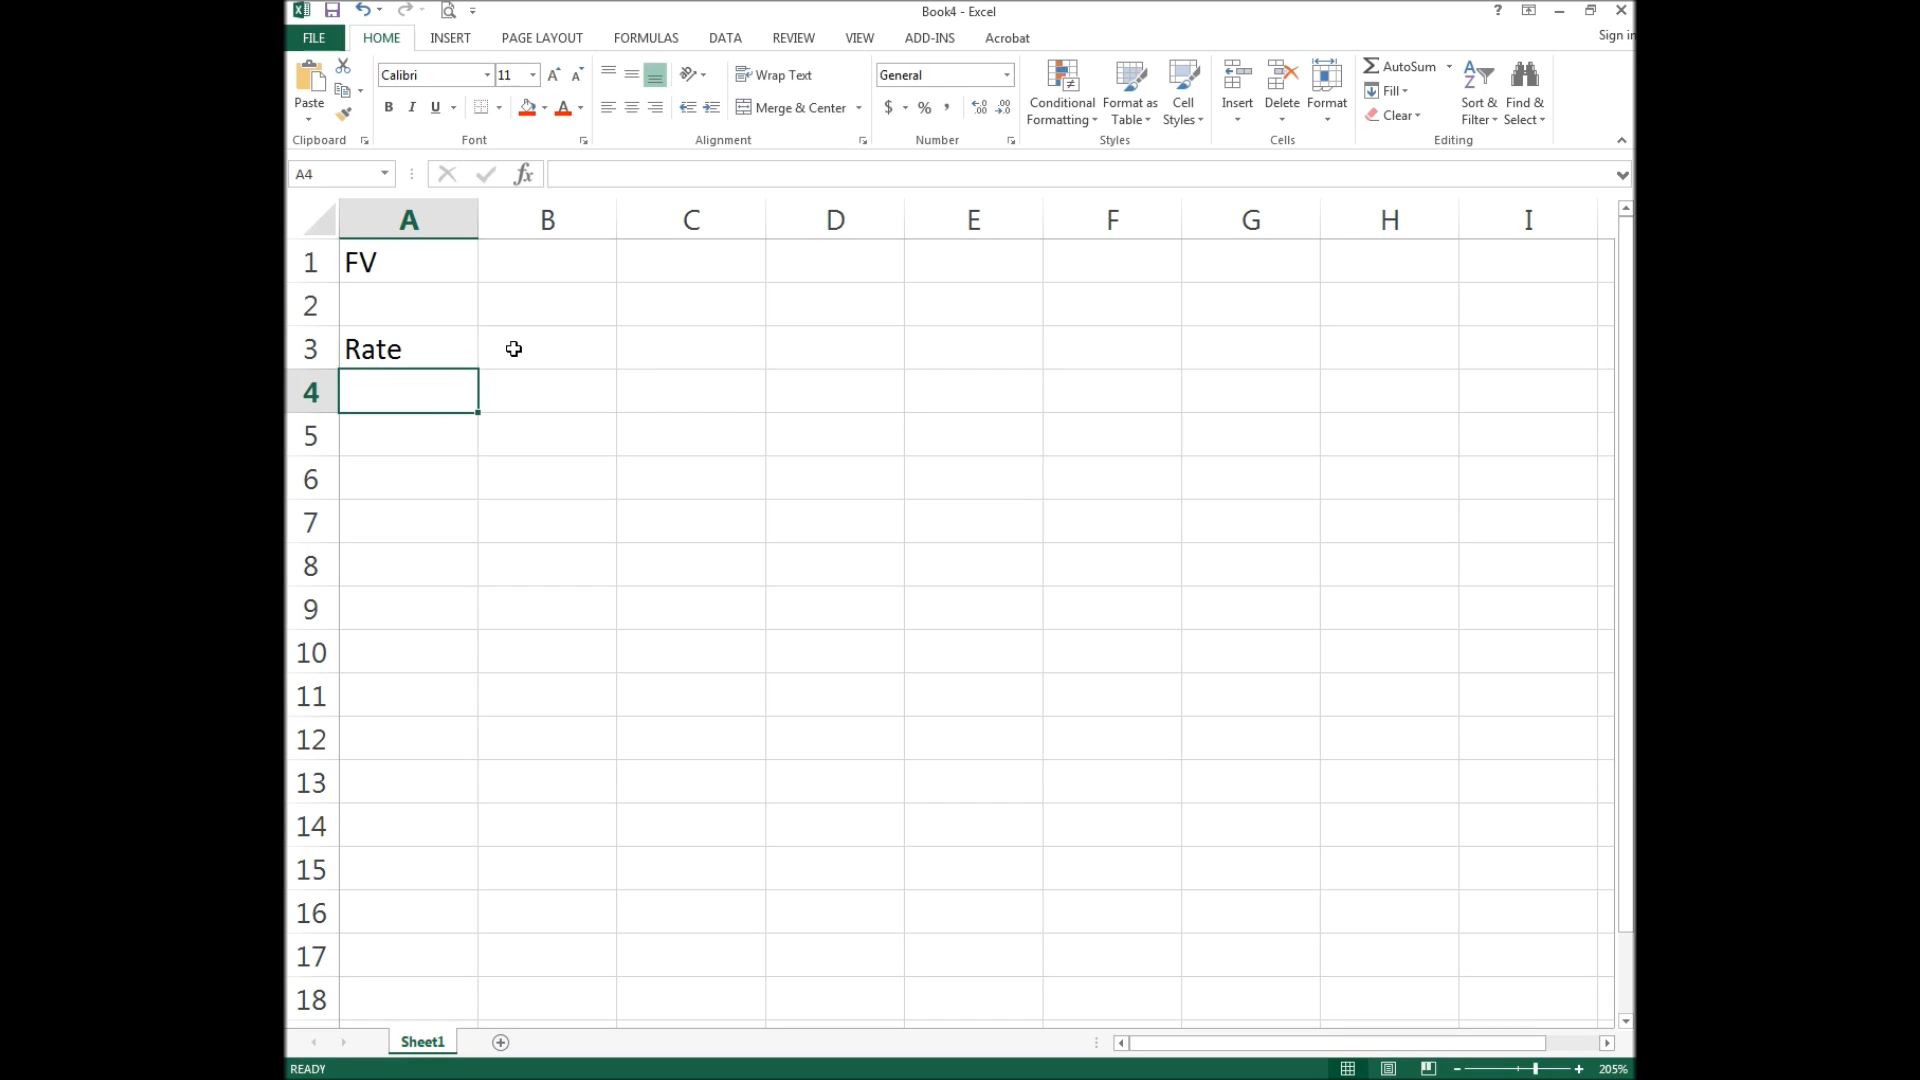 Book4 - Excel
?
Sign in
FILE HOME INSERT PAGE LAYOUT FORMULAS DATA REVIEW VIEW ADD-INS Acrobat
Paste
Calibri 11
Wrap Text
General
Conditional Formatting
Format as Table
Cell Styles
Insert Delete Format
AutoSum
Fill
Clear
Sort & Filter
Find & Select
B I U
Merge & Center
$ % ,
Clipboard Font Alignment Number Styles Cells Editing
A4
fx
A B C D E F G H I
1 FV
2
3 Rate
4
5
6
7
8
9
10
11
12
13
14
15
16
17
18
Sheet1
READY
205%